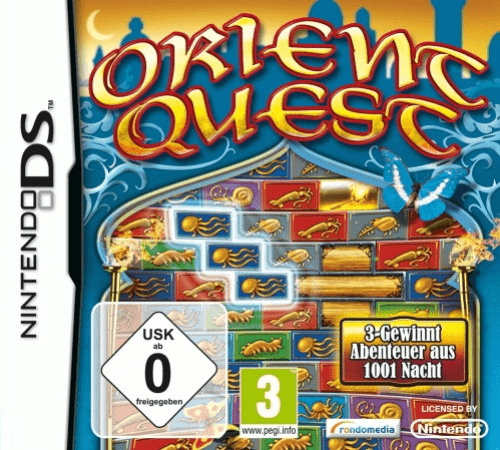 NINTENDO DS™
ORIENT
QUEST
USK
ab
0
freigegeben
3
www.pegi.info
3-Gewinnt
Abenteuer aus
1001 Nacht
rondomedia
LICENSED BY
Nintendo